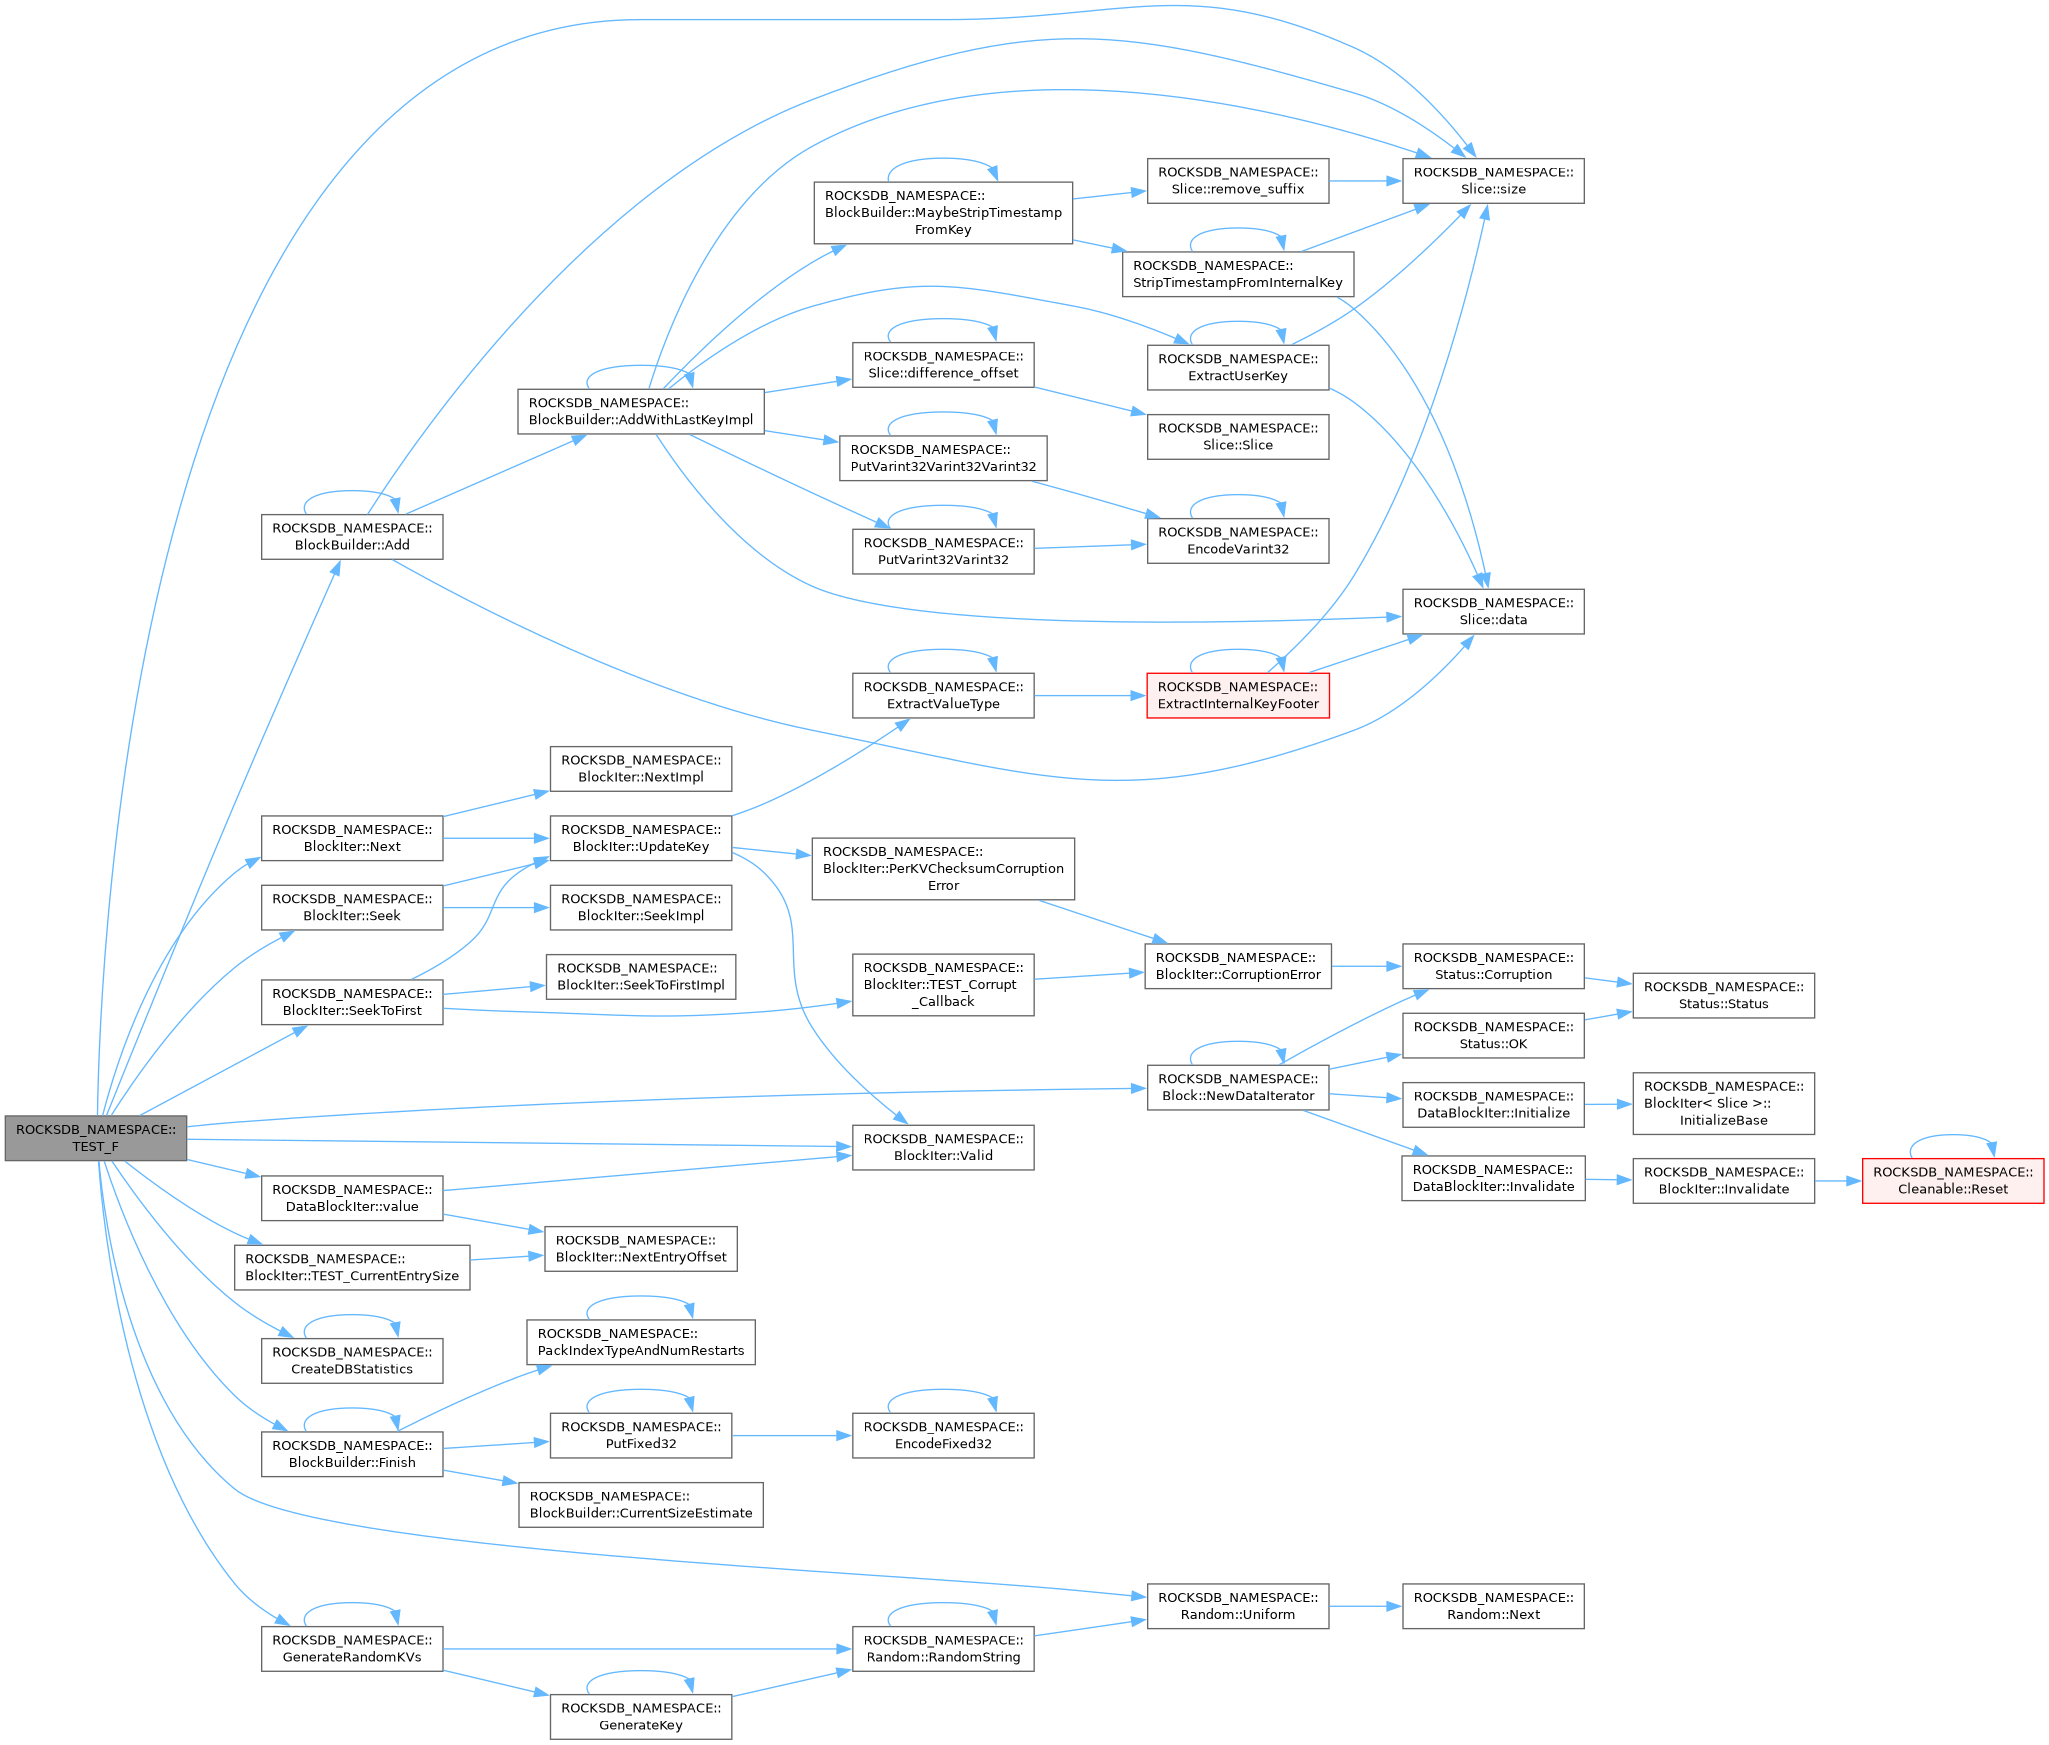 ROCKSDB_NAMESPACE::
TEST_F
ROCKSDB_NAMESPACE::
BlockBuilder::Add
ROCKSDB_NAMESPACE::
BlockBuilder::AddWithLastKeyImpl
ROCKSDB_NAMESPACE::
BlockBuilder::MaybeStripTimestamp
FromKey
ROCKSDB_NAMESPACE::
Slice::remove_suffix
ROCKSDB_NAMESPACE::
Slice::size
ROCKSDB_NAMESPACE::
StripTimestampFromInternalKey
ROCKSDB_NAMESPACE::
Slice::difference_offset
ROCKSDB_NAMESPACE::
ExtractUserKey
ROCKSDB_NAMESPACE::
Slice::Slice
ROCKSDB_NAMESPACE::
PutVarint32Varint32Varint32
ROCKSDB_NAMESPACE::
PutVarint32Varint32
ROCKSDB_NAMESPACE::
EncodeVarint32
ROCKSDB_NAMESPACE::
Slice::data
ROCKSDB_NAMESPACE::
ExtractValueType
ROCKSDB_NAMESPACE::
ExtractInternalKeyFooter
ROCKSDB_NAMESPACE::
BlockIter::NextImpl
ROCKSDB_NAMESPACE::
BlockIter::Next
ROCKSDB_NAMESPACE::
BlockIter::UpdateKey
ROCKSDB_NAMESPACE::
BlockIter::PerKVChecksumCorruption
Error
ROCKSDB_NAMESPACE::
BlockIter::Seek
ROCKSDB_NAMESPACE::
BlockIter::SeekImpl
ROCKSDB_NAMESPACE::
BlockIter::SeekToFirst
ROCKSDB_NAMESPACE::
BlockIter::SeekToFirstImpl
ROCKSDB_NAMESPACE::
BlockIter::TEST_Corrupt
_Callback
ROCKSDB_NAMESPACE::
BlockIter::CorruptionError
ROCKSDB_NAMESPACE::
Status::Corruption
ROCKSDB_NAMESPACE::
Status::Status
ROCKSDB_NAMESPACE::
Status::OK
ROCKSDB_NAMESPACE::
Block::NewDataIterator
ROCKSDB_NAMESPACE::
DataBlockIter::Initialize
ROCKSDB_NAMESPACE::
BlockIter< Slice >::
InitializeBase
ROCKSDB_NAMESPACE::
BlockIter::Valid
ROCKSDB_NAMESPACE::
DataBlockIter::Invalidate
ROCKSDB_NAMESPACE::
BlockIter::Invalidate
ROCKSDB_NAMESPACE::
Cleanable::Reset
ROCKSDB_NAMESPACE::
DataBlockIter::value
ROCKSDB_NAMESPACE::
BlockIter::NextEntryOffset
ROCKSDB_NAMESPACE::
BlockIter::TEST_CurrentEntrySize
ROCKSDB_NAMESPACE::
CreateDBStatistics
ROCKSDB_NAMESPACE::
PackIndexTypeAndNumRestarts
ROCKSDB_NAMESPACE::
BlockBuilder::Finish
ROCKSDB_NAMESPACE::
PutFixed32
ROCKSDB_NAMESPACE::
EncodeFixed32
ROCKSDB_NAMESPACE::
BlockBuilder::CurrentSizeEstimate
ROCKSDB_NAMESPACE::
Random::Uniform
ROCKSDB_NAMESPACE::
Random::Next
ROCKSDB_NAMESPACE::
GenerateRandomKVs
ROCKSDB_NAMESPACE::
Random::RandomString
ROCKSDB_NAMESPACE::
GenerateKey